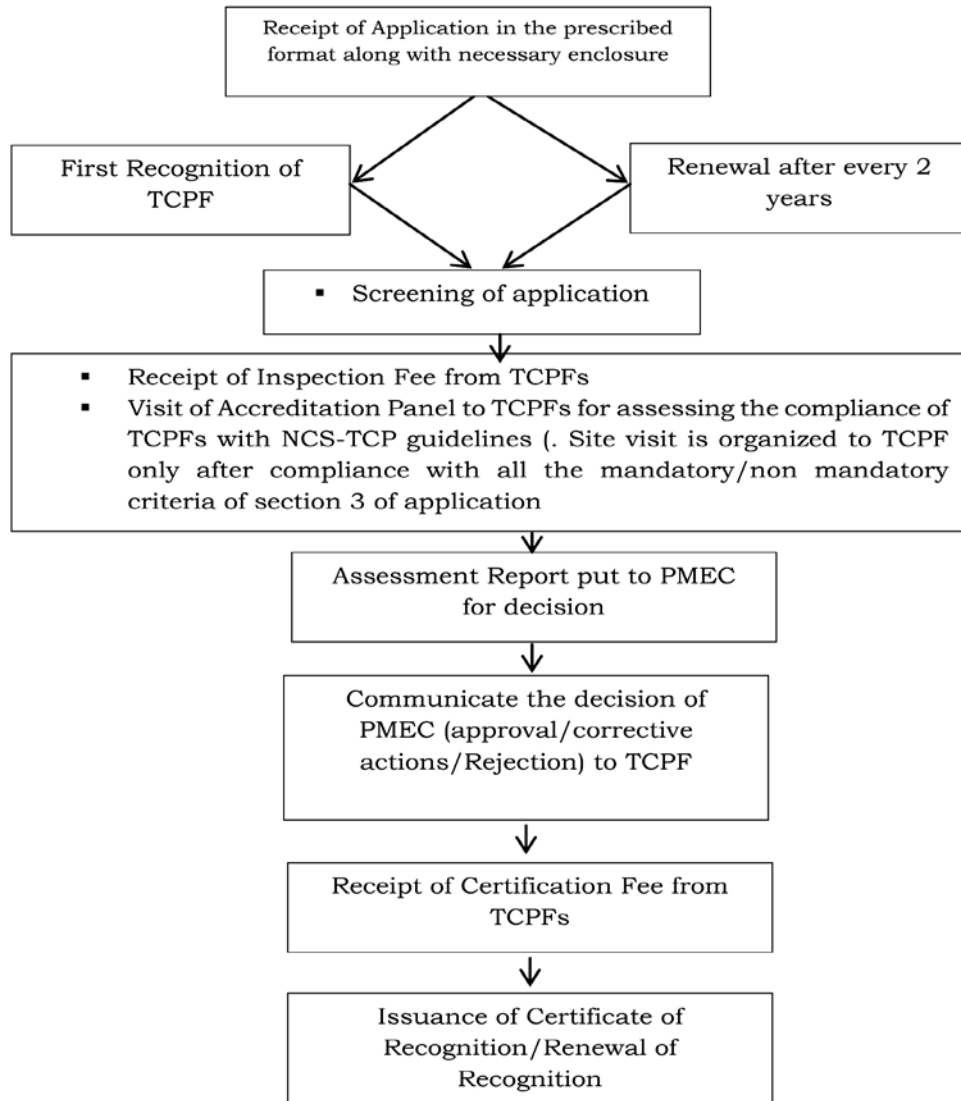 Receipt of Application in the prescribed
format along with necessary enclosure
First Recognition of
TCPF
Renewal after every 2
years
▪ Screening of application
▪ Receipt of Inspection Fee from TCPFs
▪ Visit of Accreditation Panel to TCPFs for assessing the compliance of
TCPFs with NCS-TCP guidelines (. Site visit is organized to TCPF
only after compliance with all the mandatory/non mandatory
criteria of section 3 of application
Assessment Report put to PMEC
for decision
Communicate the decision of
PMEC (approval/corrective
actions/Rejection) to TCPF
Receipt of Certification Fee from
TCPFs
Issuance of Certificate of
Recognition/Renewal of
Recognition